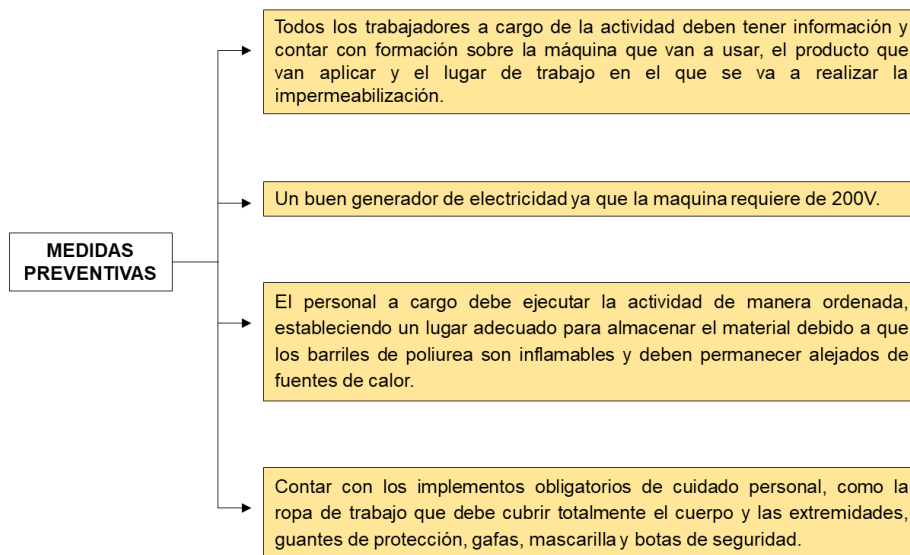 Todos los trabajadores a cargo de la actividad deben tener información y
contar con formación sobre la máquina que van a usar, el producto que
van aplicar y el lugar de trabajo en el que se va a realizar la
impermeabilización.
Un buen generador de electricidad ya que la maquina requiere de 200V.
MEDIDAS
PREVENTIVAS
El personal a cargo debe ejecutar la actividad de manera ordenada,
estableciendo un lugar adecuado para almacenar el material debido a que
los barriles de poliurea son inflamables y deben permanecer alejados de
fuentes de calor.
Contar con los implementos obligatorios de cuidado personal, como la
ropa de trabajo que debe cubrir totalmente el cuerpo y las extremidades,
guantes de protección, gafas, mascarilla y botas de seguridad.